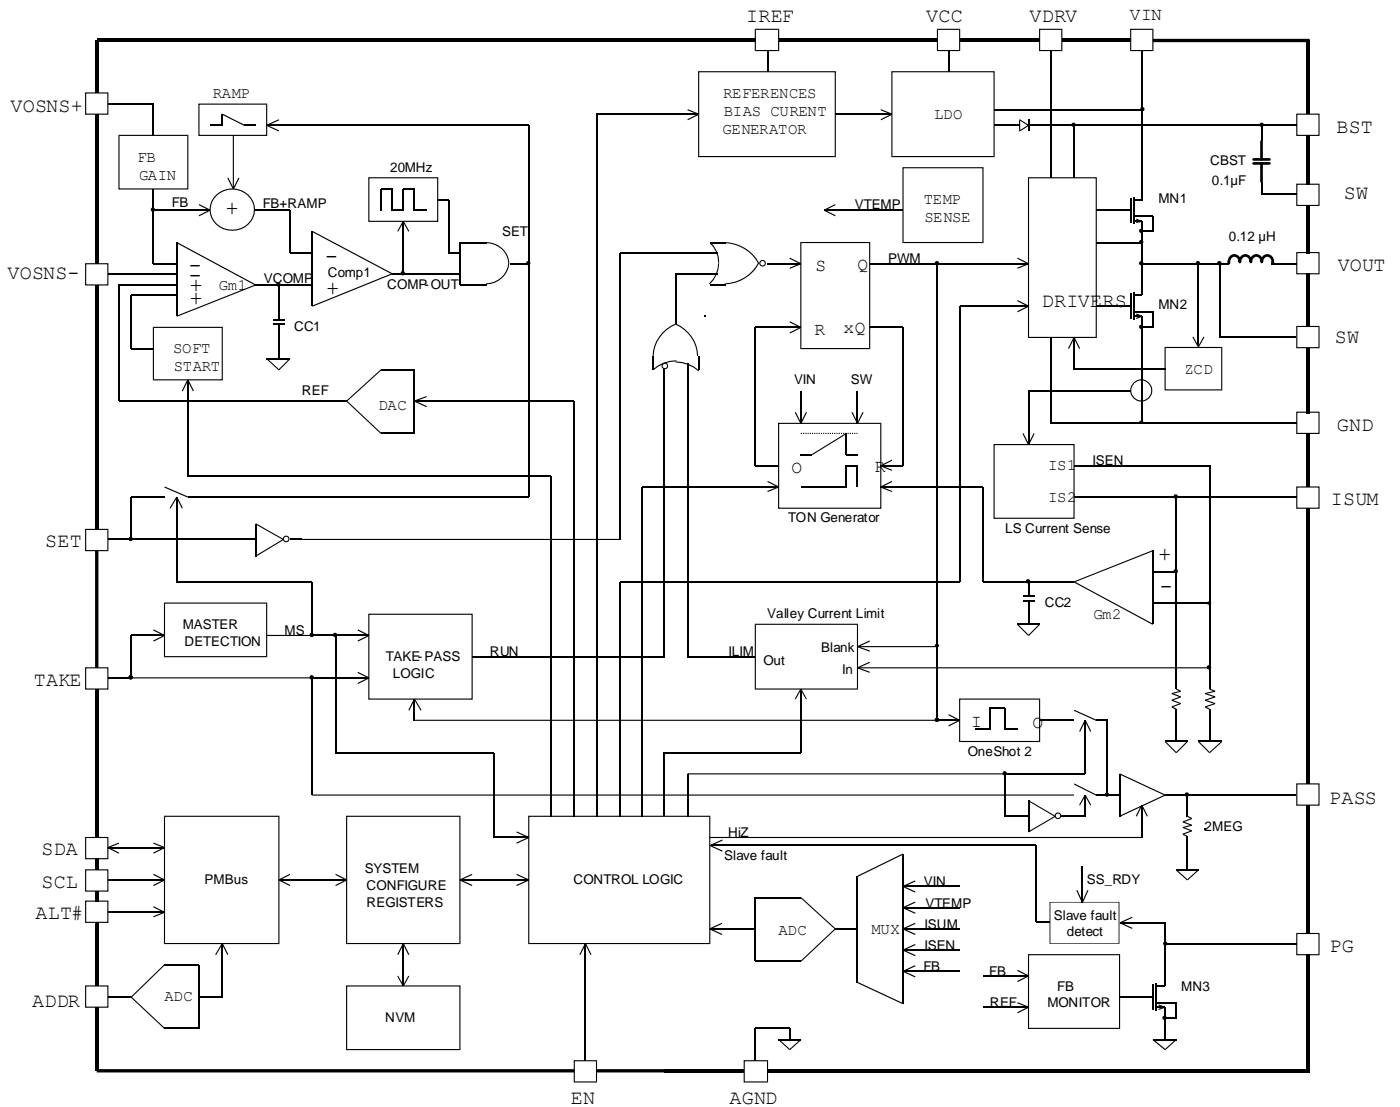 IREF
VCC
VDRV
VIN
VOSNS+
RAMP
REFERENCES
BIAS CURENT
GENERATOR
LDO
BST
FB
GAIN
20MHz
CBST
0.1µF
SW
FB
+
FB+RAMP
VTEMP
TEMP
SENSE
MN1
SET
0.12 µH
VOSNS-
−
−
+
+
Gm1
VCOMP
−
Comp1
+
COMP-OUT
S
Q
PWM
VOUT
CC1
DRIVERS
MN2
SOFT
START
R
xQ
SW
ZCD
REF
DAC
VIN
SW
GND
O
R
TON Generator
IS1
ISEN
IS2
LS Current Sense
ISUM
SET
+
−
Gm2
CC2
MASTER
DETECTION
MS
TAKE-PASS
LOGIC
RUN
Valley Current Limit
ILIM
Out
Blank
In
TAKE
I
O
OneShot 2
PASS
2MEG
SDA
SCL
ALT#
PMBus
SYSTEM
CONFIGURE
REGISTERS
CONTROL LOGIC
HiZ
Slave fault
ADC
MUX
VIN
VTEMP
ISUM
ISEN
FB
SS_RDY
Slave fault
detect
PG
FB
REF
FB
MONITOR
MN3
ADDR
ADC
NVM
EN
AGND